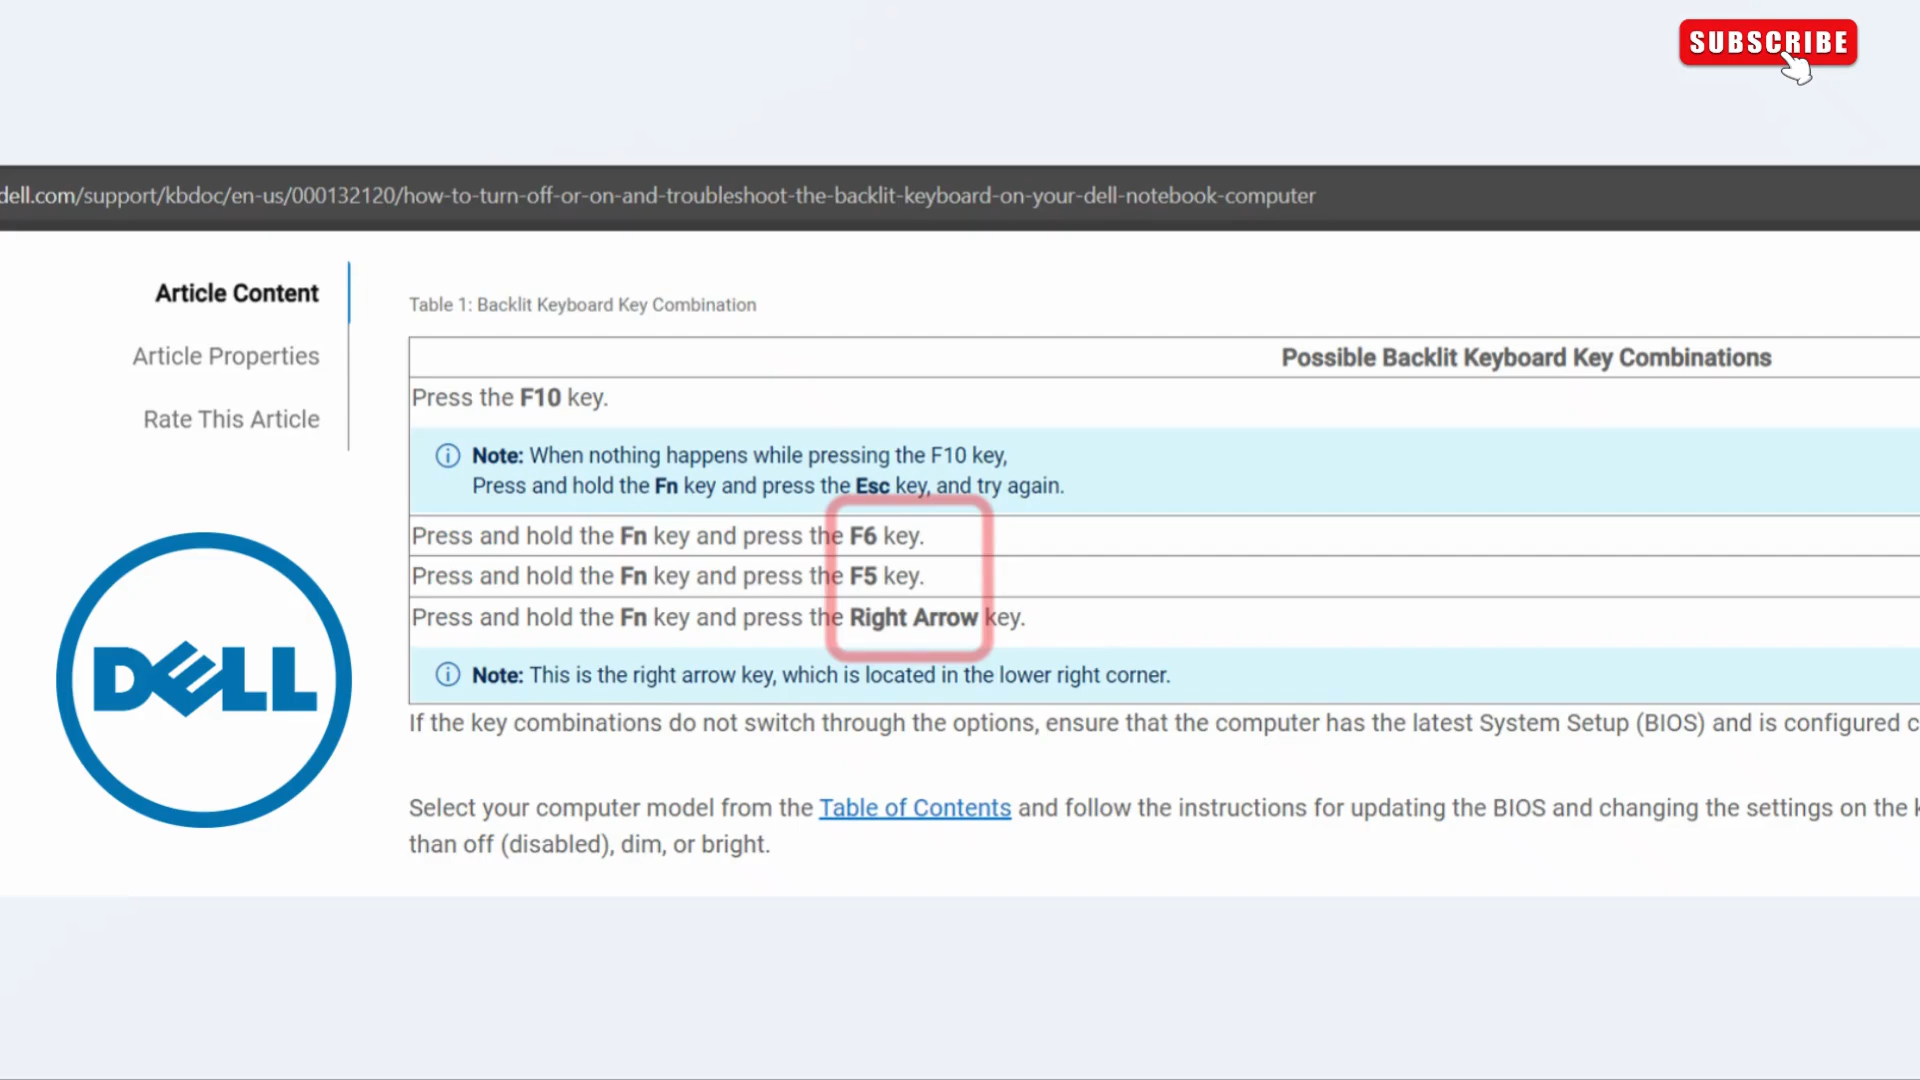 SUBSCRIBE
dell.com/support/kbdoc/en-us/000132120/how-to-turn-off-or-on-and-troubleshoot-the-backlit-keyboard-on-your-dell-notebook-computer
Article Content
Article Properties
Rate This Article
DELL
Table 1: Backlit Keyboard Key Combination
Possible Backlit Keyboard Key Combinations
Press the F10 key.
Note: When nothing happens while pressing the F10 key,
Press and hold the Fn key and press the Esc key, and try again.
Press and hold the Fn key and press the F6 key.
Press and hold the Fn key and press the F5 key.
Press and hold the Fn key and press the Right Arrow key.
Note: This is the right arrow key, which is located in the lower right corner.
If the key combinations do not switch through the options, ensure that the computer has the latest System Setup (BIOS) and is configured
Select your computer model from the Table of Contents and follow the instructions for updating the BIOS and changing the settings on the
than off (disabled), dim, or bright.